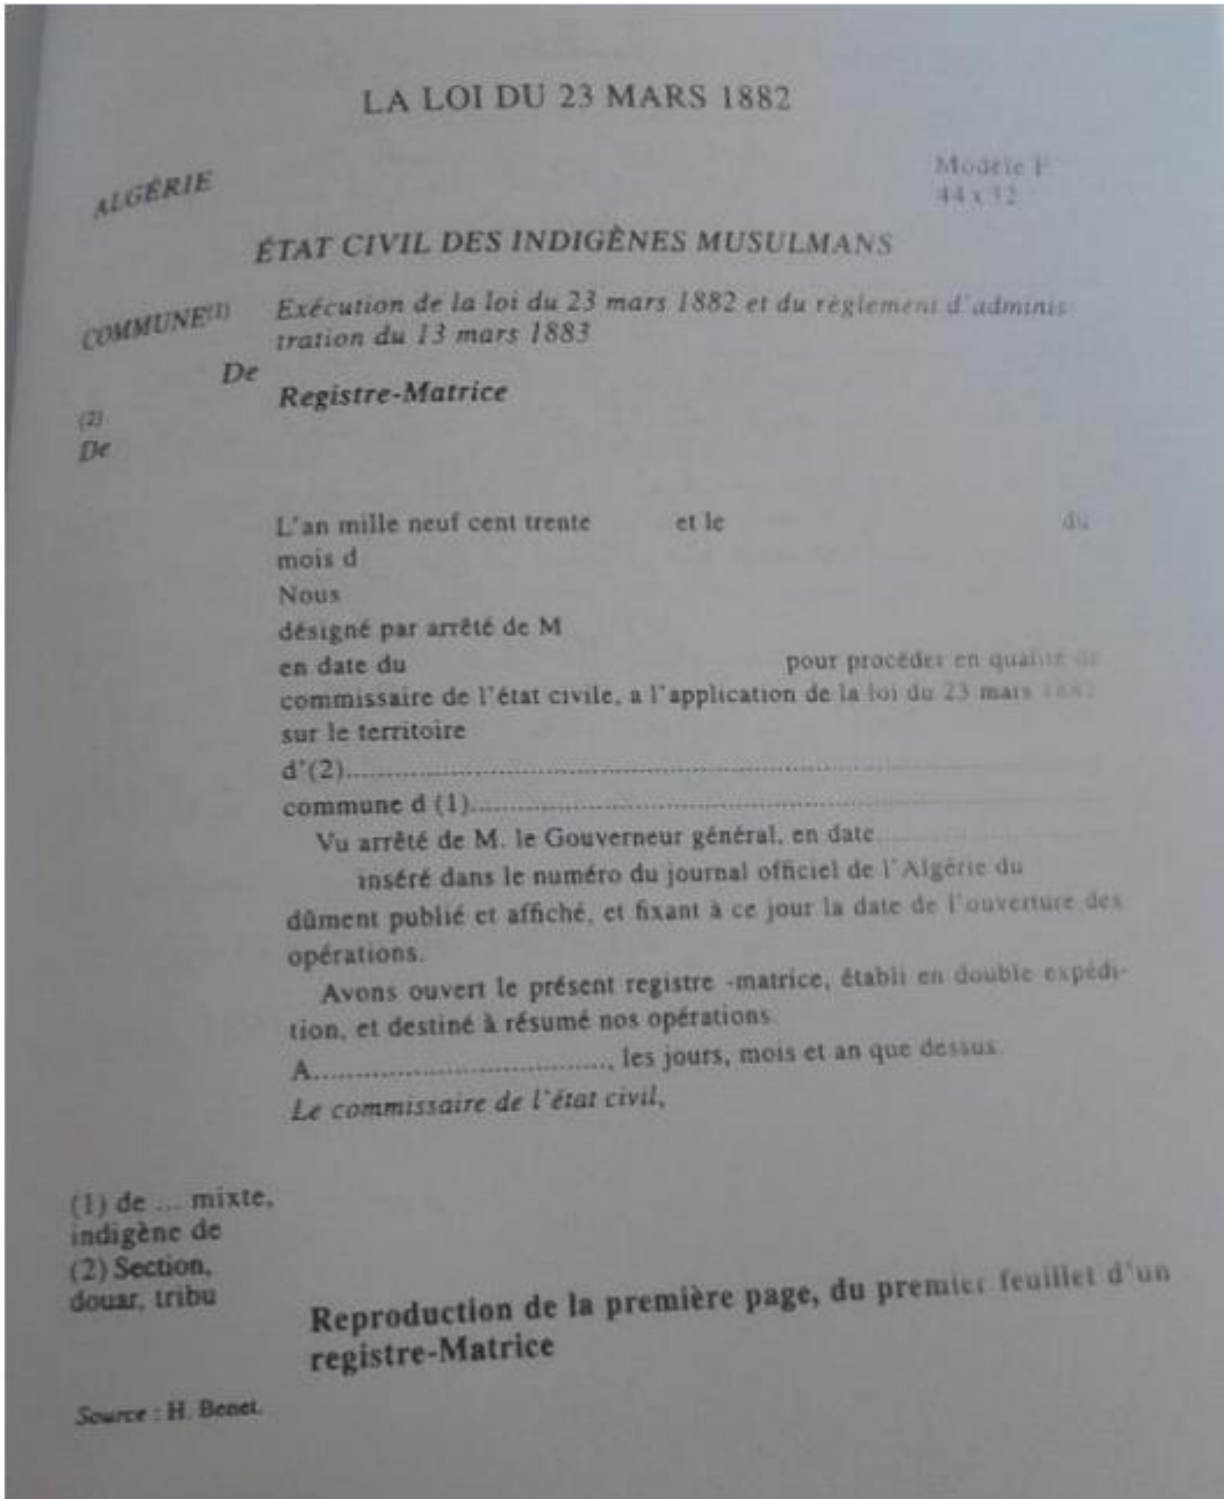 LA LOI DU 23 MARS 1882
ALGÉRIE
Modèle
44 x 32
ÉTAT CIVIL DES INDIGÈNES MUSULMANS
COMMUNE(1)
Exécution de la loi du 23 mars 1882 et du règlement d'adminis
tration du 13 mars 1883
De
Registre-Matrice
(2)
De
L'an mille neuf cent trente et le du
mois d
Nous
désigné par arrêté de M
en date du pour procéder en qualité de
commissaire de l'état civile, a l'application de la loi du 23 mars 1882
sur le territoire
d'(2)..........
commune d (1)..........
Vu arrêté de M. le Gouverneur général, en date..........
inséré dans le numéro du journal officiel de l'Algérie du
dûment publié et affiché, et fixant à ce jour la date de l'ouverture des
opérations.
Avons ouvert le présent registre -matrice, établi en double expédi-
tion, et destiné à résumé nos opérations.
A.........., les jours, mois et an que dessus.
Le commissaire de l'état civil,
(1) de ... mixte,
indigène de
(2) Section,
douar, tribu
Reproduction de la première page, du premier feuillet d'un
registre-Matrice
Source : H. Benet.